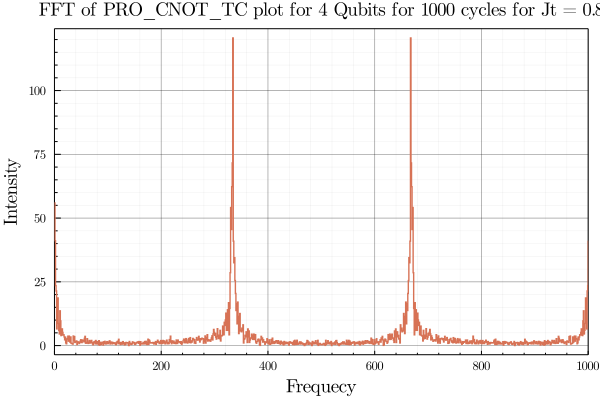 FFT of PRO_CNOT_TC plot for 4 Qubits for 1000 cycles for Jt = 0.8
100
75
50
25
0
Intensity
0 200 400 600 800 1000
Frequecy